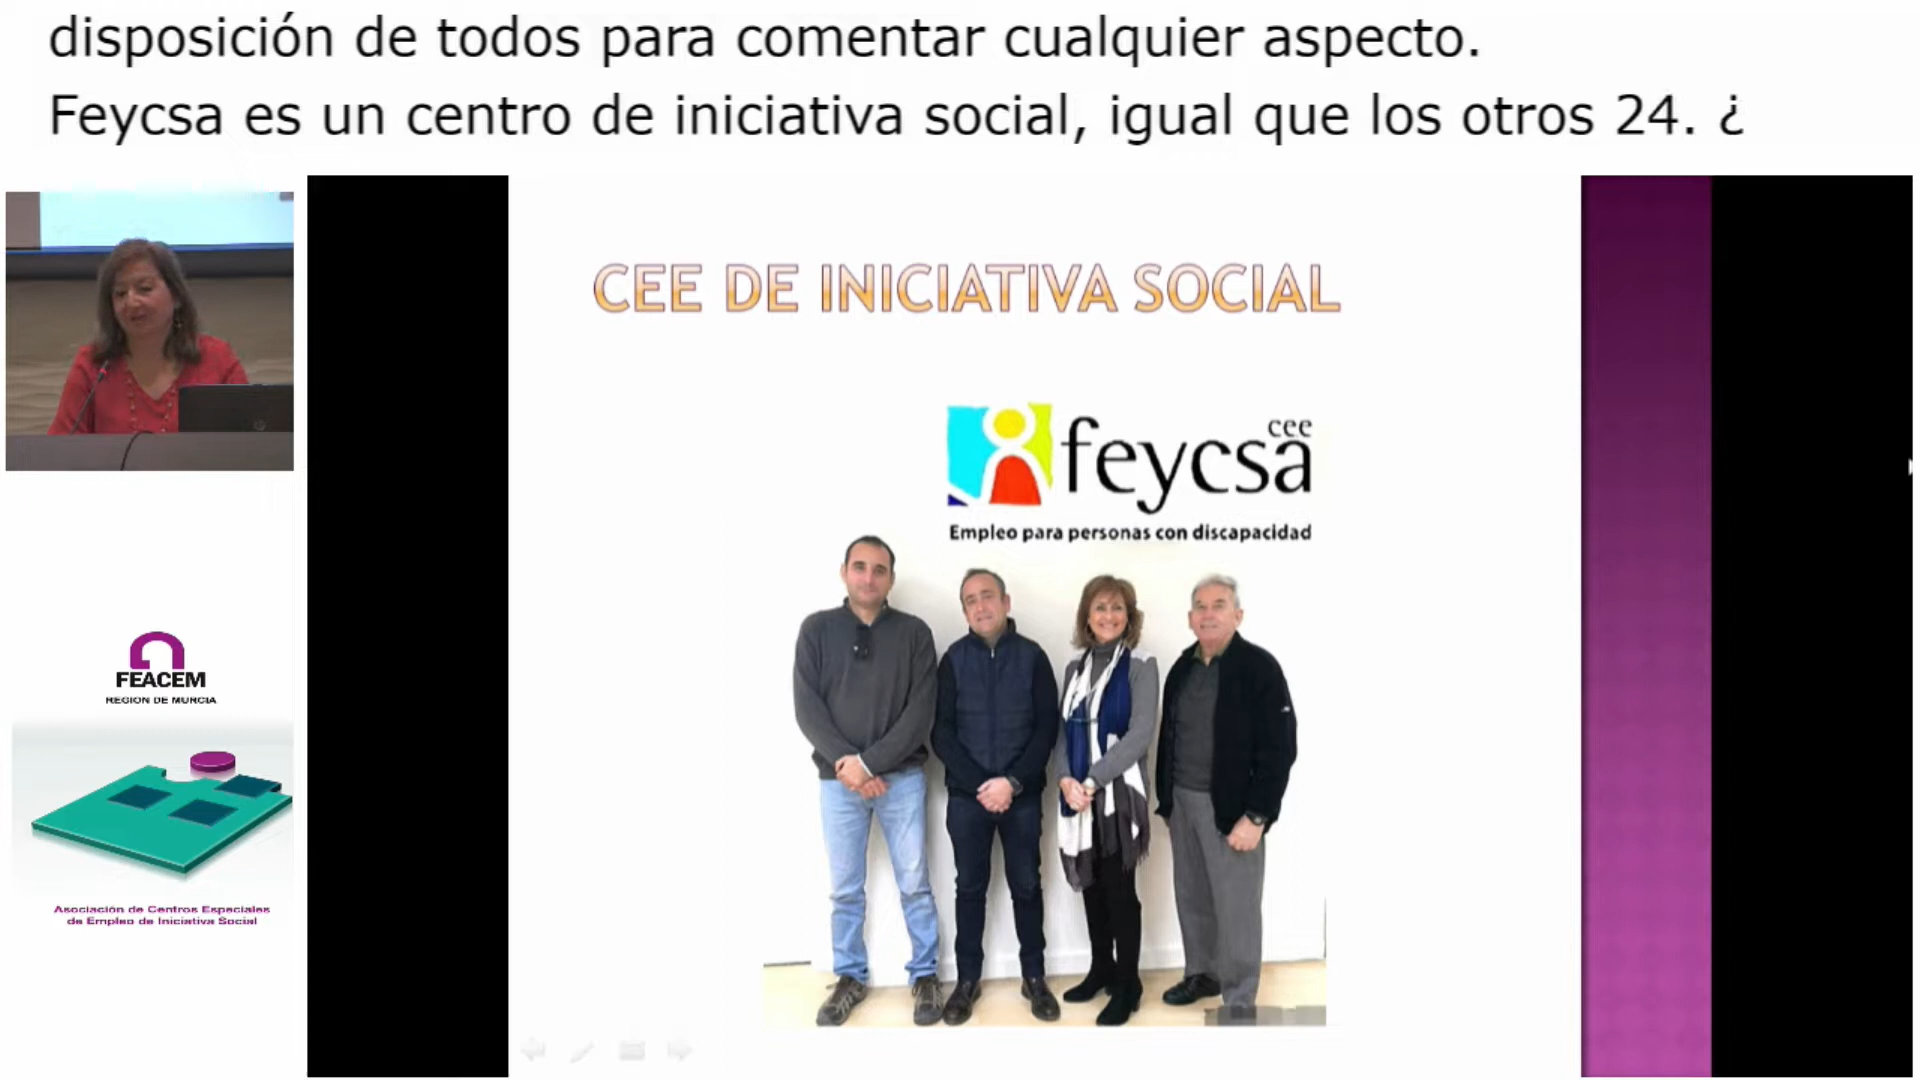 disposición de todos para comentar cualquier aspecto.
Feycsa es un centro de iniciativa social, igual que los otros 24. ¿
CEE DE INICIATIVA SOCIAL
cee
feycsa
Empleo para personas con discapacidad
FEACEM
REGION DE MURCIA
Asociación de Centros Especiales
de Empleo de Iniciativa Social